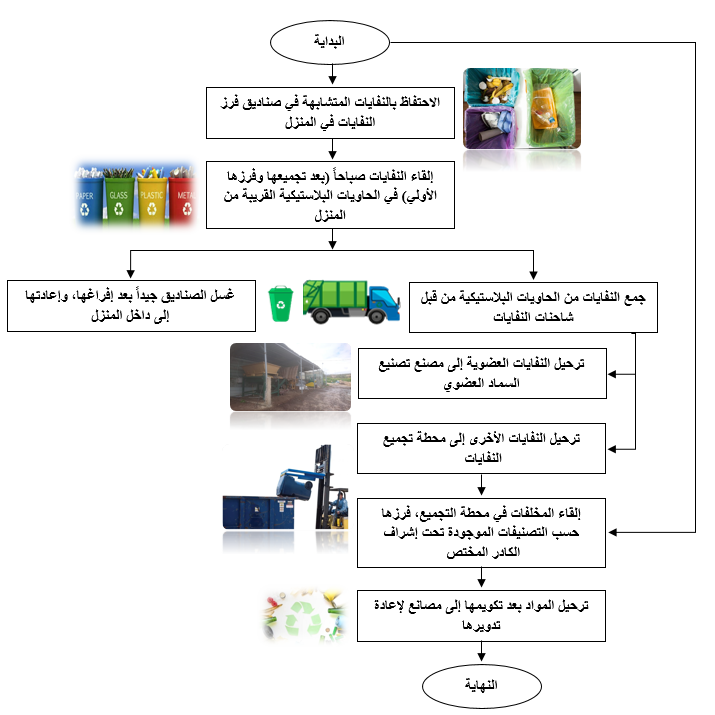 البداية
الاحتفاظ بالنفايات المتشابهة في صناديق فرز
النفايات في المنزل
إلقاء النفايات صباحاً (بعد تجميعها وفرزها
الأولي) في الحاويات البلاستيكية القريبة من
المنزل
PAPER
GLASS
PLASTIC
METAL
جمع النفايات من الحاويات البلاستيكية من قبل
شاحنات النفايات
غسل الصناديق جيداً بعد إفراغها، وإعادتها
إلى داخل المنزل
ترحيل النفايات العضوية إلى مصنع تصنيع
السماد العضوي
ترحيل النفايات الأخرى إلى محطة تجميع
النفايات
إلقاء المخلفات في محطة التجميع، فرزها
حسب التصنيفات الموجودة تحت إشراف
الكادر المختص
ترحيل المواد بعد تكويمها إلى مصانع لإعادة
تدويرها
النهاية